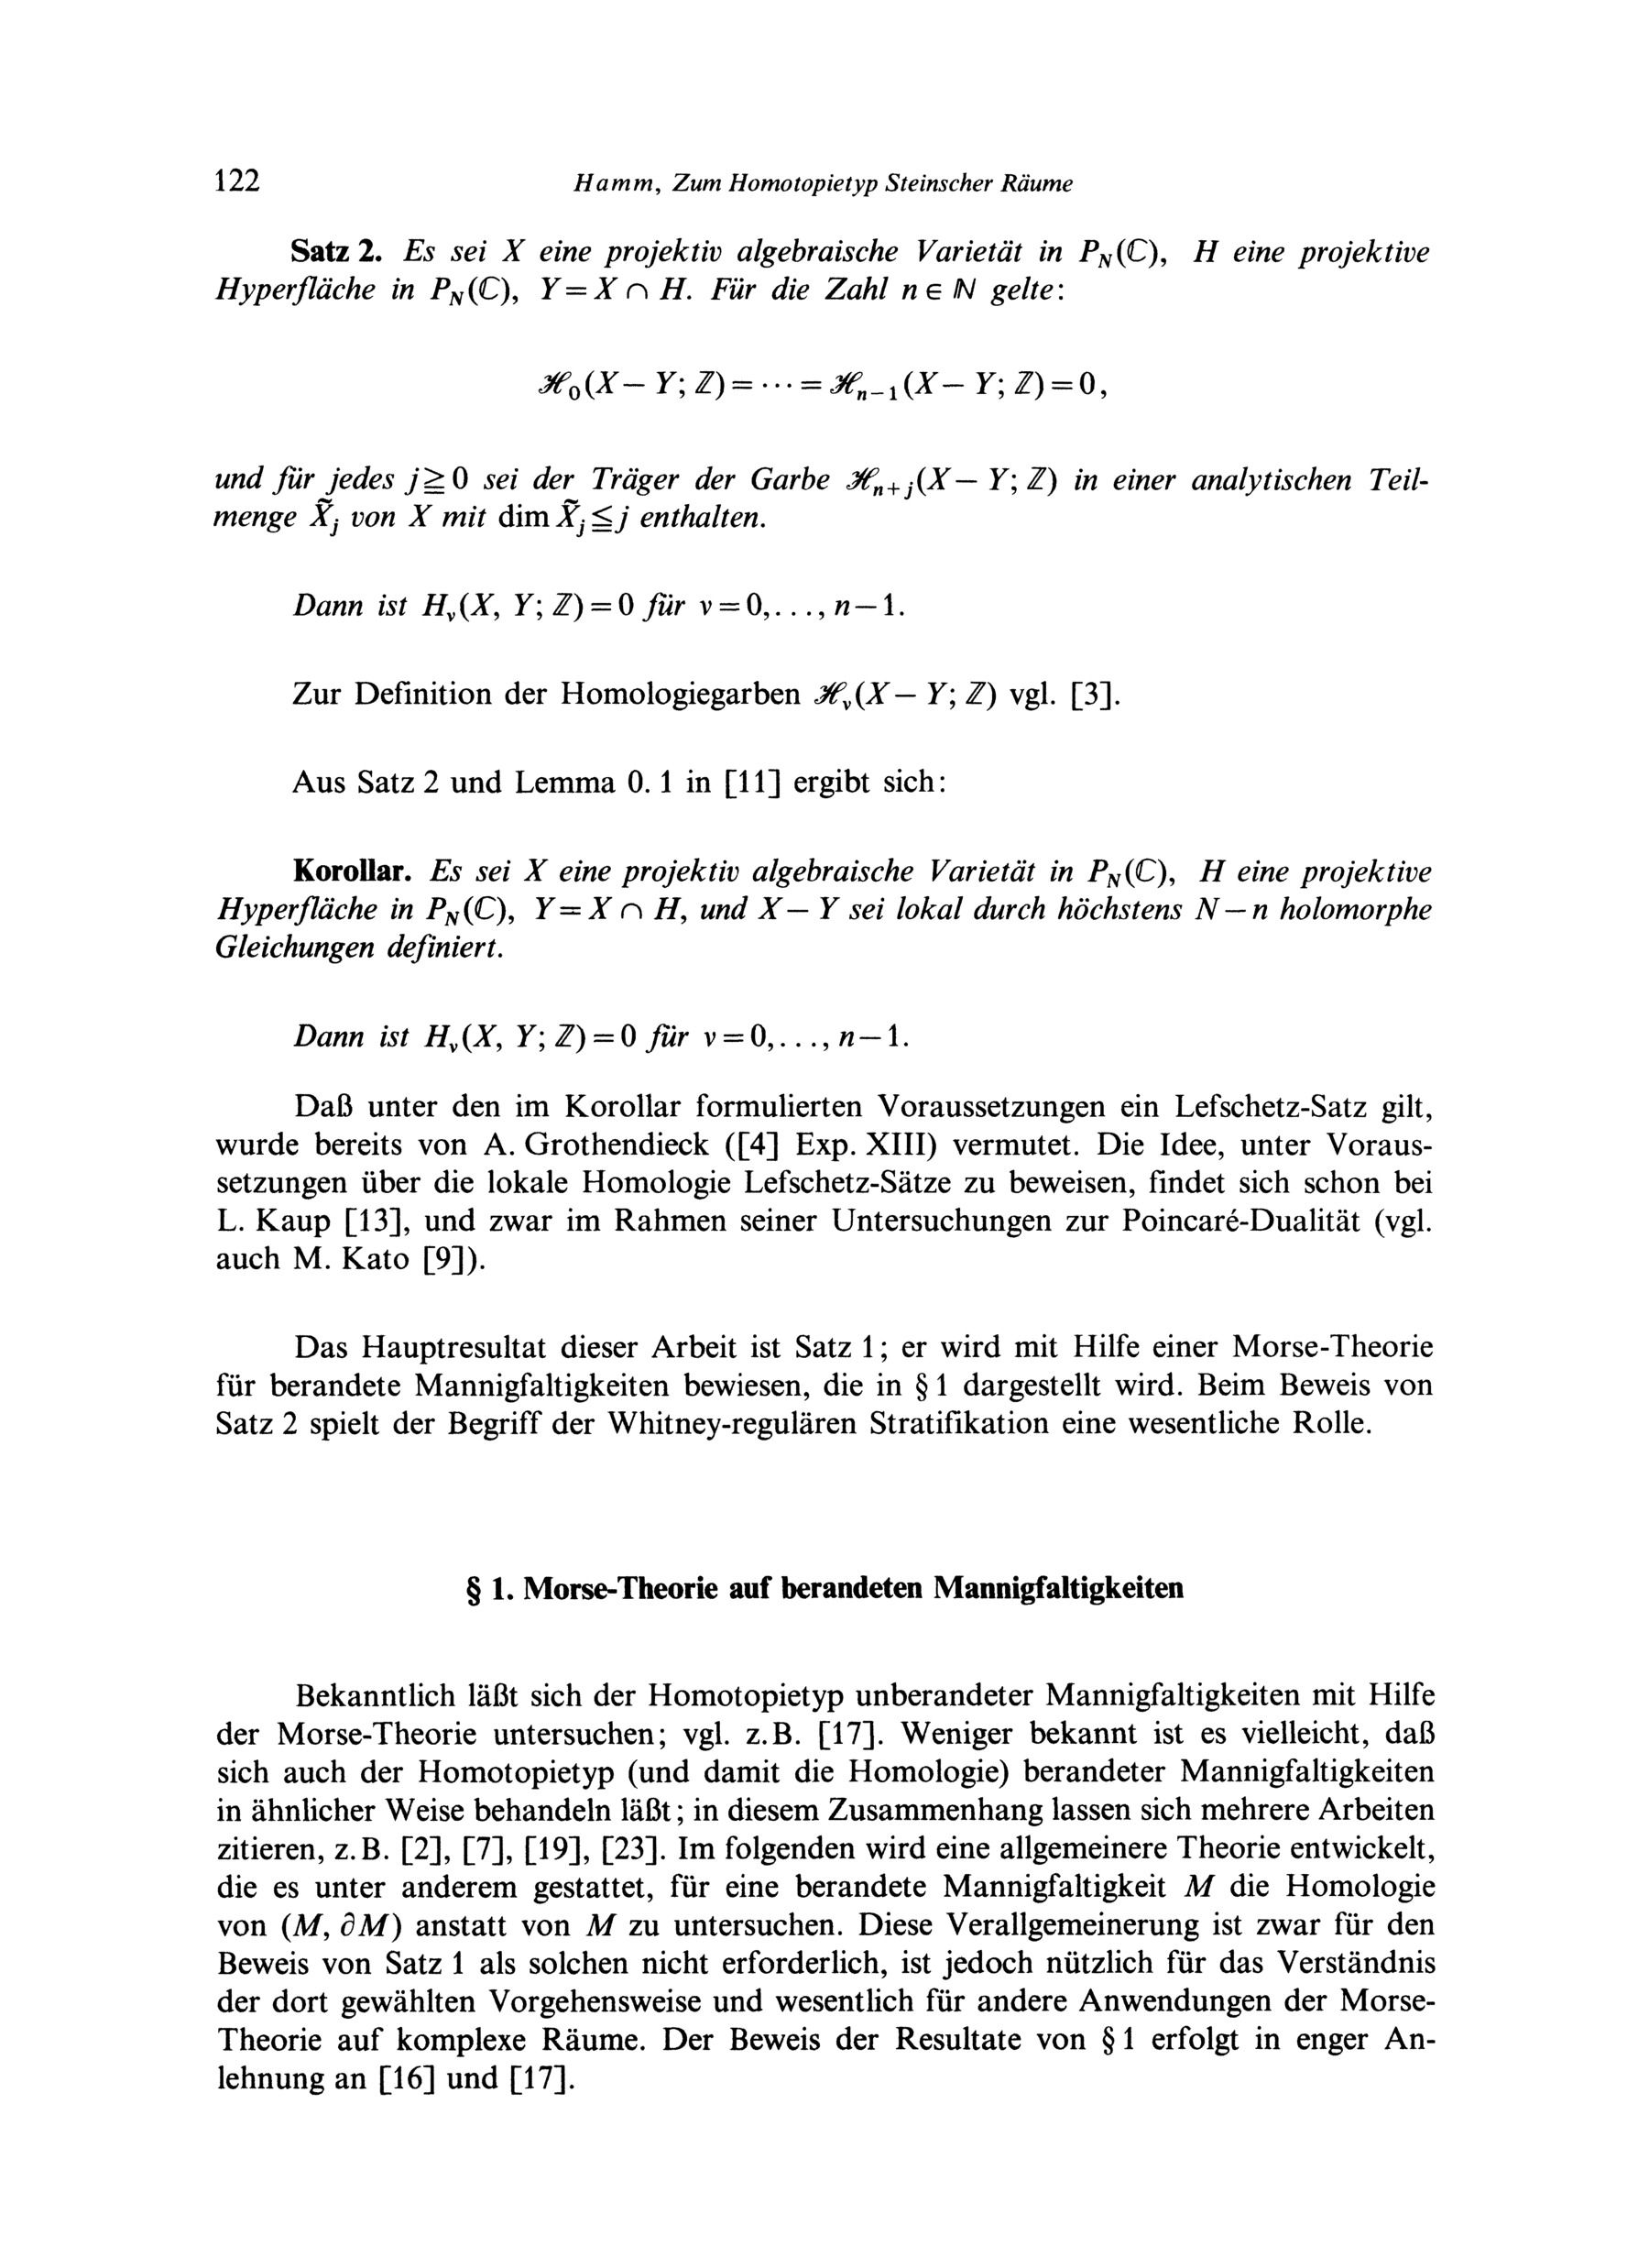 122 Hamm, Zum Homotopietyp Steinscher Räume
Satz 2. Es sei X eine projektiv algebraische Varietät in P_N(ℂ), H eine projektive
Hyperfläche in P_N(ℂ), Y = X ∩ H. Für die Zahl n ∈ ℕ gelte:
ℋ_0(X − Y; ℤ) = ··· = ℋ_{n−1}(X − Y; ℤ) = 0,
und für jedes j ≧ 0 sei der Träger der Garbe ℋ_{n+j}(X − Y; ℤ) in einer analytischen Teil-
menge X̃_j von X mit dim X̃_j ≦ j enthalten.
Dann ist H_ν(X, Y; ℤ) = 0 für ν = 0,..., n−1.
Zur Definition der Homologiegarben ℋ_ν(X − Y; ℤ) vgl. [3].
Aus Satz 2 und Lemma 0. 1 in [11] ergibt sich:
Korollar. Es sei X eine projektiv algebraische Varietät in P_N(ℂ), H eine projektive
Hyperfläche in P_N(ℂ), Y = X ∩ H, und X − Y sei lokal durch höchstens N − n holomorphe
Gleichungen definiert.
Dann ist H_ν(X, Y; ℤ) = 0 für ν = 0,..., n−1.
Daß unter den im Korollar formulierten Voraussetzungen ein Lefschetz-Satz gilt,
wurde bereits von A. Grothendieck ([4] Exp. XIII) vermutet. Die Idee, unter Voraus-
setzungen über die lokale Homologie Lefschetz-Sätze zu beweisen, findet sich schon bei
L. Kaup [13], und zwar im Rahmen seiner Untersuchungen zur Poincaré-Dualität (vgl.
auch M. Kato [9]).
Das Hauptresultat dieser Arbeit ist Satz 1; er wird mit Hilfe einer Morse-Theorie
für berandete Mannigfaltigkeiten bewiesen, die in § 1 dargestellt wird. Beim Beweis von
Satz 2 spielt der Begriff der Whitney-regulären Stratifikation eine wesentliche Rolle.
§ 1. Morse-Theorie auf berandeten Mannigfaltigkeiten
Bekanntlich läßt sich der Homotopietyp unberandeter Mannigfaltigkeiten mit Hilfe
der Morse-Theorie untersuchen; vgl. z.B. [17]. Weniger bekannt ist es vielleicht, daß
sich auch der Homotopietyp (und damit die Homologie) berandeter Mannigfaltigkeiten
in ähnlicher Weise behandeln läßt; in diesem Zusammenhang lassen sich mehrere Arbeiten
zitieren, z.B. [2], [7], [19], [23]. Im folgenden wird eine allgemeinere Theorie entwickelt,
die es unter anderem gestattet, für eine berandete Mannigfaltigkeit M die Homologie
von (M, ∂M) anstatt von M zu untersuchen. Diese Verallgemeinerung ist zwar für den
Beweis von Satz 1 als solchen nicht erforderlich, ist jedoch nützlich für das Verständnis
der dort gewählten Vorgehensweise und wesentlich für andere Anwendungen der Morse-
Theorie auf komplexe Räume. Der Beweis der Resultate von § 1 erfolgt in enger An-
lehnung an [16] und [17].